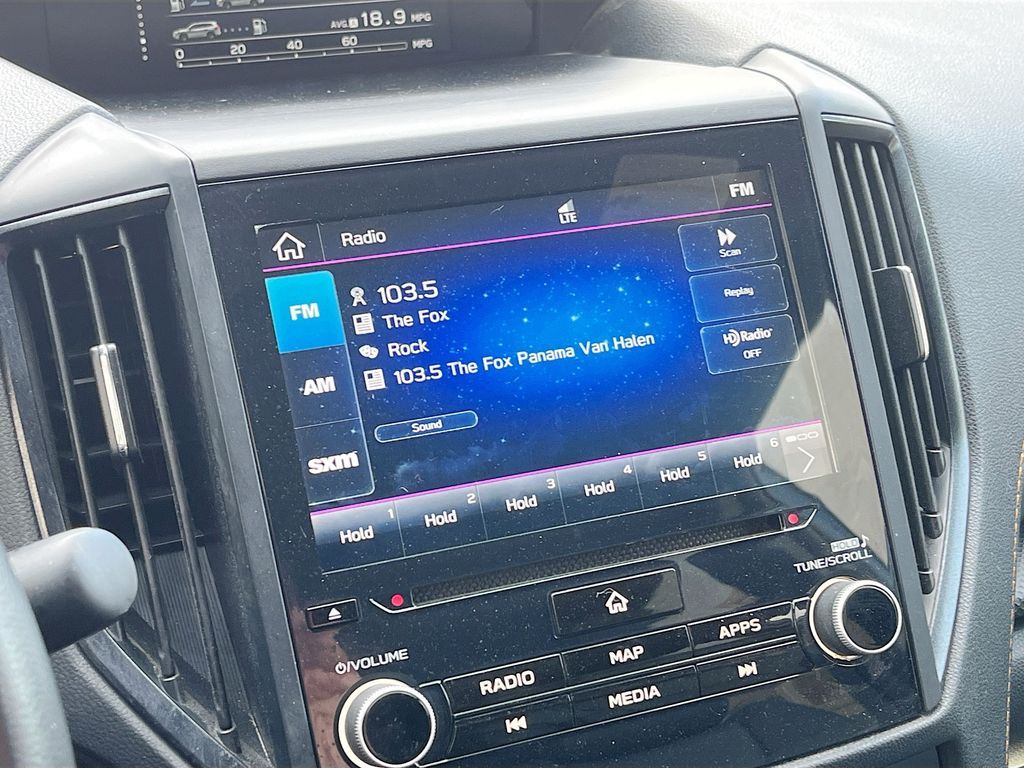 AVG. A 18.9 MPG
0 20 40 60 MPG
Radio
LTE
FM
FM
103.5
The Fox
Rock
103.5 The Fox Panama Van Halen
Scan
Replay
HD Radio
OFF
AM
sxm
Sound
1 2 3 4 5 6
Hold Hold Hold Hold Hold Hold
HOLD
TUNE/SCROLL
VOLUME
RADIO MAP APPS
MEDIA